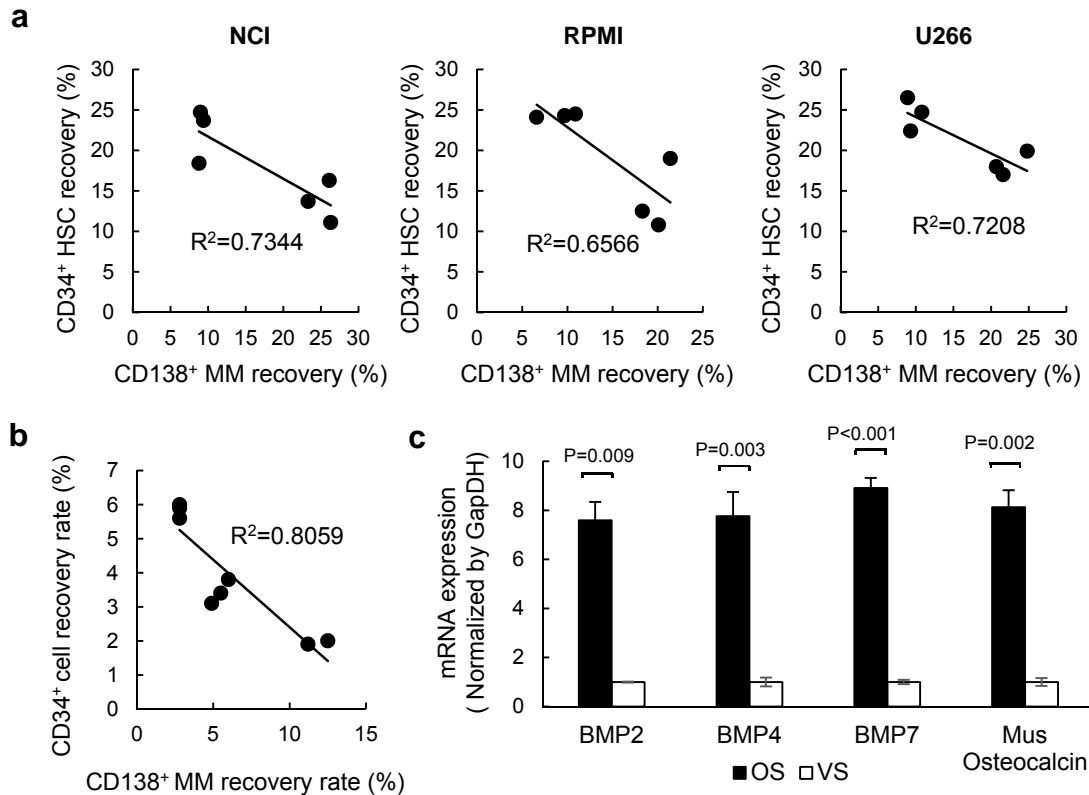 a
NCI
RPMI
U266
CD34⁺ HSC recovery (%)
30
25
20
15
10
5
0
R²=0.7344
0 5 10 15 20 25 30
CD138⁺ MM recovery (%)
CD34⁺ HSC recovery (%)
30
25
20
15
10
5
0
R²=0.6566
0 5 10 15 20 25
CD138⁺ MM recovery (%)
CD34⁺ HSC recovery (%)
30
25
20
15
10
5
0
R²=0.7208
0 5 10 15 20 25 30
CD138⁺ MM recovery (%)
b
CD34⁺ cell recovery rate (%)
7
6
5
4
3
2
1
0
R²=0.8059
0 5 10 15
CD138⁺ MM recovery rate (%)
c
mRNA expression
( Normalized by GapDH)
10
8
6
4
2
0
P=0.009
P=0.003
P<0.001
P=0.002
BMP2
BMP4
BMP7
Mus
Osteocalcin
OS VS